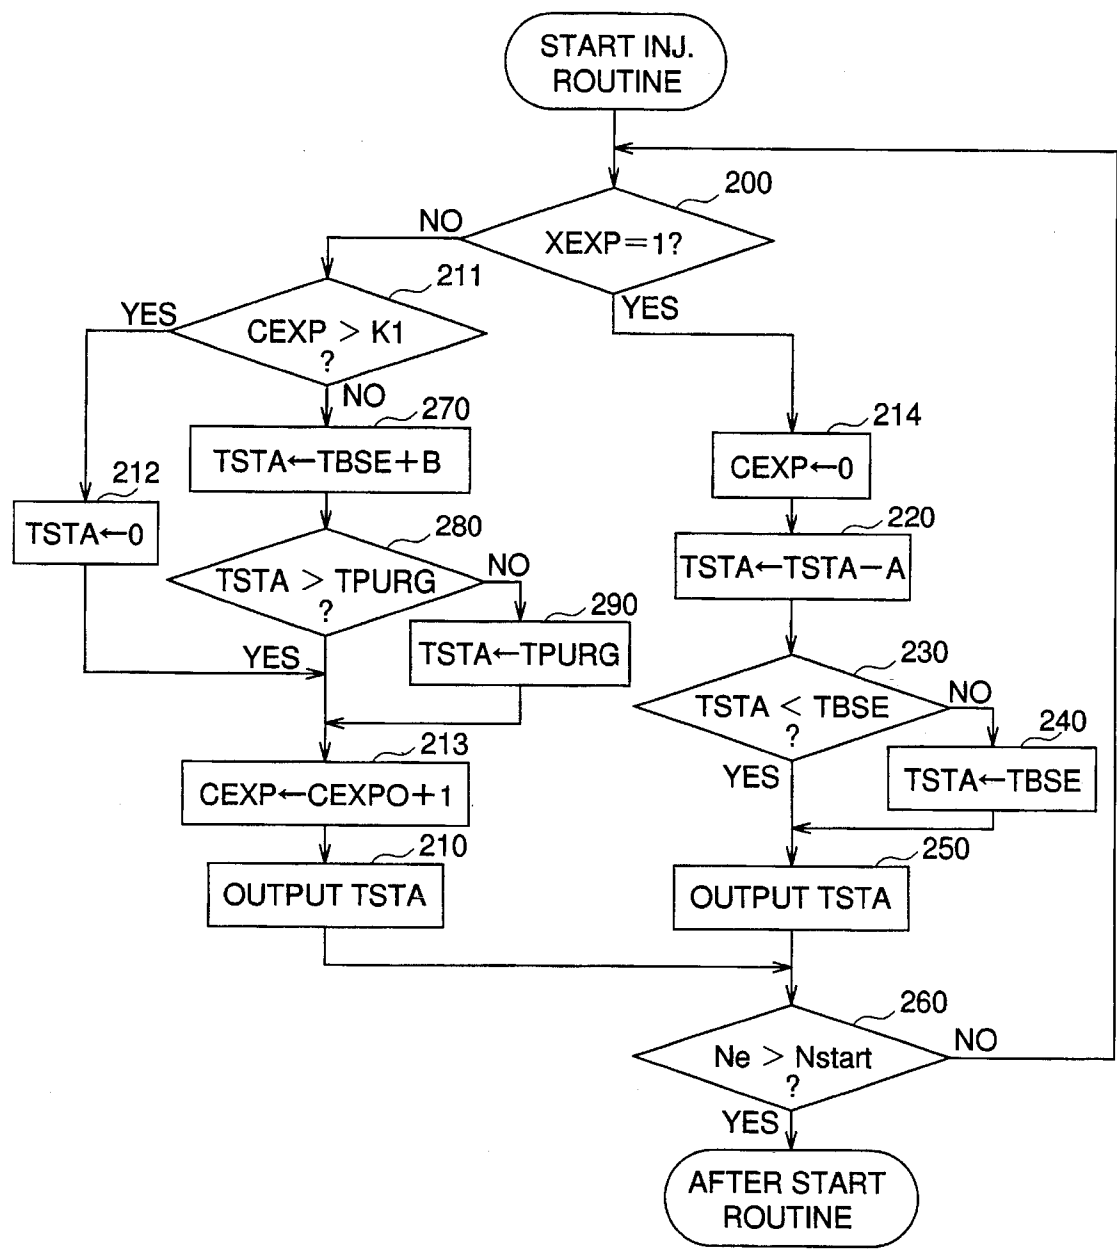 START INJ.
ROUTINE
200
NO
XEXP=1?
YES
211
YES
CEXP > K1
?
NO
270
TSTA←TBSE+B
214
CEXP←0
212
TSTA←0
280
TSTA > TPURG
?
NO
220
TSTA←TSTA−A
290
TSTA←TPURG
YES
230
TSTA < TBSE
?
NO
YES
240
TSTA←TBSE
213
CEXP←CEXPO+1
210
OUTPUT TSTA
250
OUTPUT TSTA
260
Ne > Nstart
?
NO
YES
AFTER START
ROUTINE